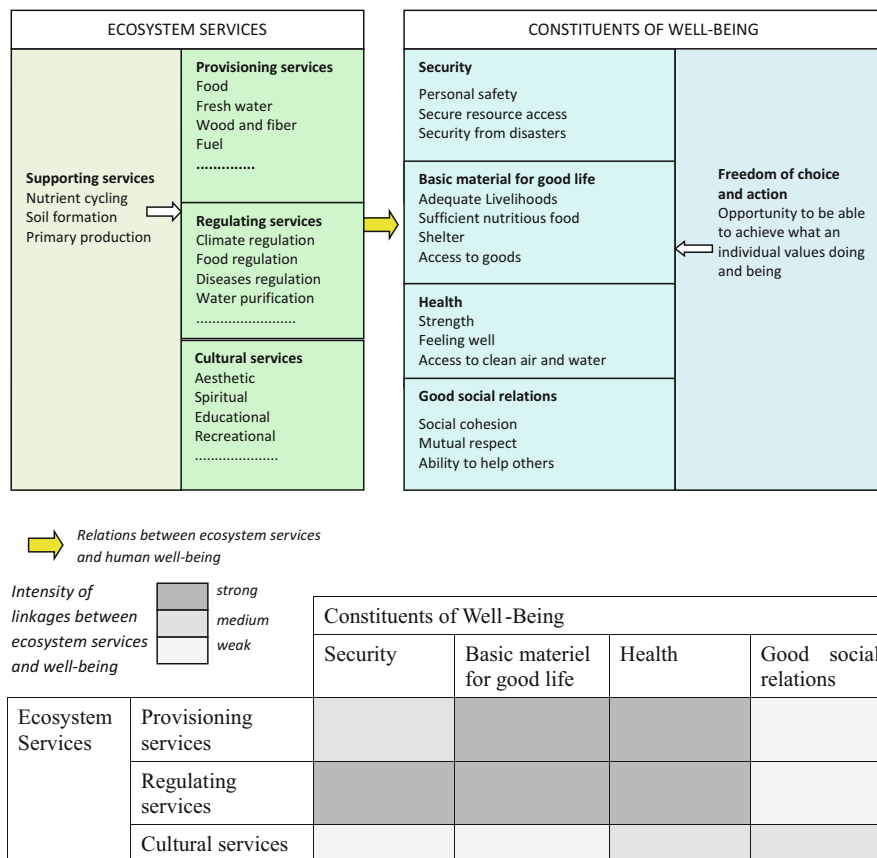 ECOSYSTEM SERVICES
CONSTITUENTS OF WELL-BEING
Supporting services
Nutrient cycling
Soil formation
Primary production
Provisioning services
Food
Fresh water
Wood and fiber
Fuel
..............
Regulating services
Climate regulation
Food regulation
Diseases regulation
Water purification
.........................
Cultural services
Aesthetic
Spiritual
Educational
Recreational
.....................
Security
Personal safety
Secure resource access
Security from disasters
Basic material for good life
Adequate Livelihoods
Sufficient nutritious food
Shelter
Access to goods
Health
Strength
Feeling well
Access to clean air and water
Good social relations
Social cohesion
Mutual respect
Ability to help others
Freedom of choice
and action
Opportunity to be able
to achieve what an
individual values doing
and being
Relations between ecosystem services
and human well-being
Intensity of
linkages between
ecosystem services
and well-being
strong
medium
weak
Constituents of Well-Being
Security
Basic materiel
for good life
Health
Good social
relations
Ecosystem
Services
Provisioning
services
Regulating
services
Cultural services